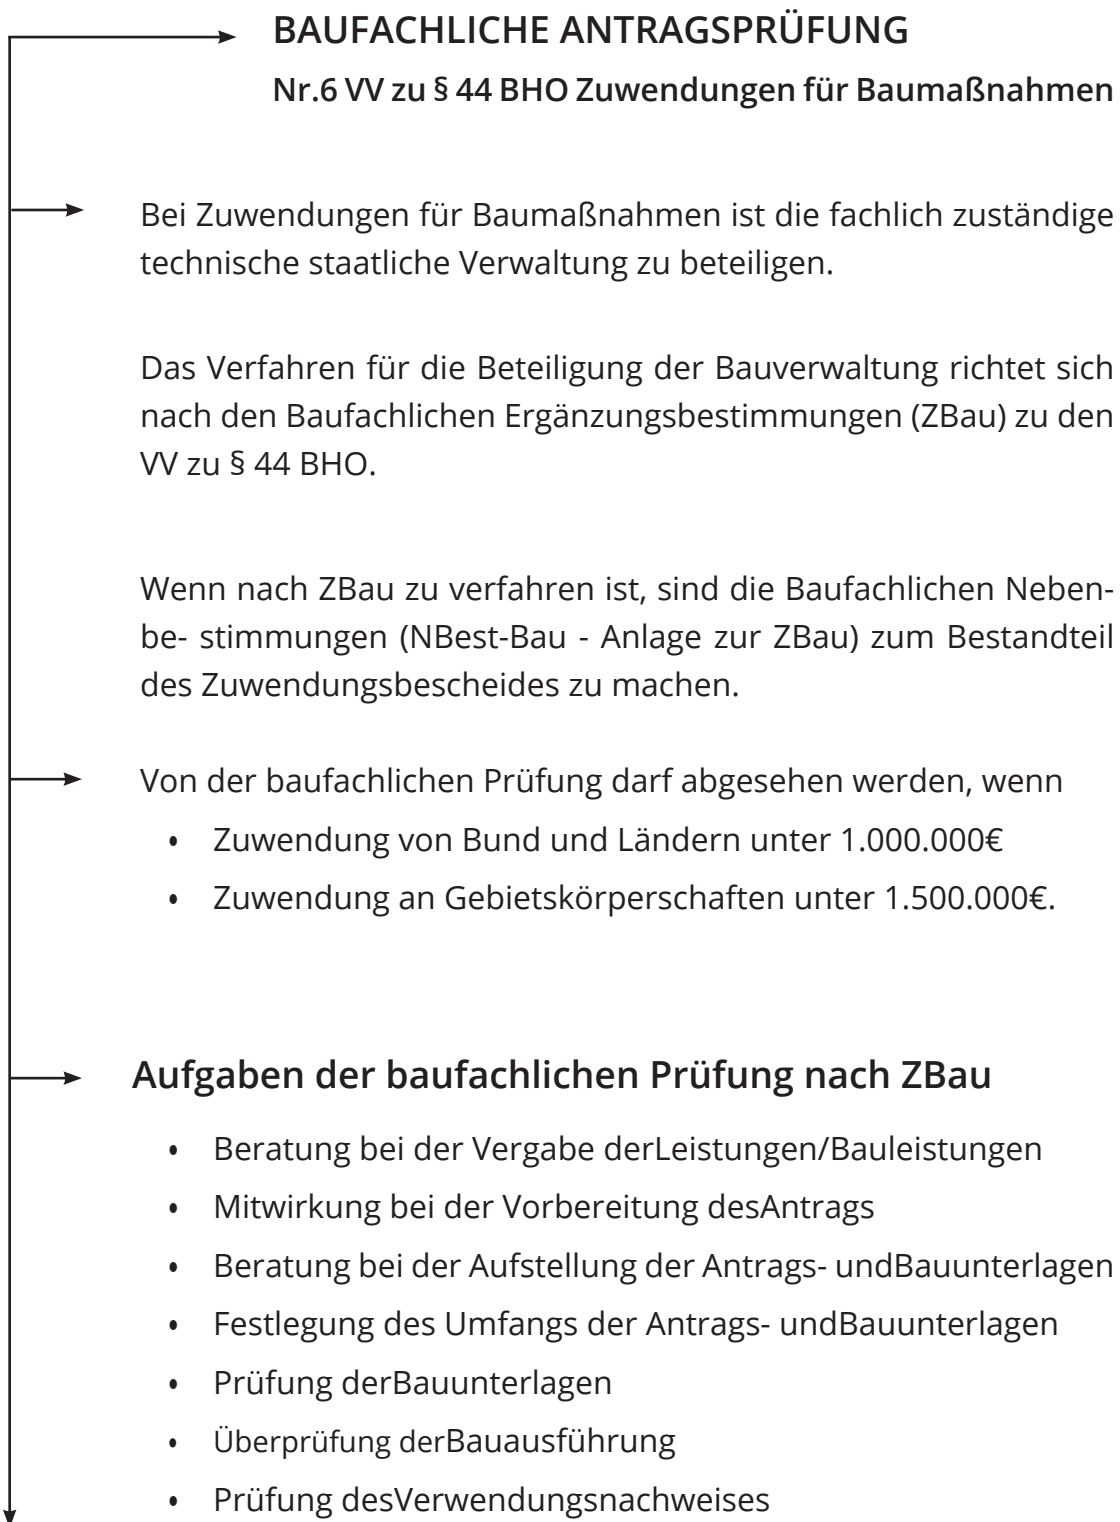 BAUFACHLICHE ANTRAGSPRÜFUNG
Nr.6 VV zu § 44 BHO Zuwendungen für Baumaßnahmen
Bei Zuwendungen für Baumaßnahmen ist die fachlich zuständige
technische staatliche Verwaltung zu beteiligen.
Das Verfahren für die Beteiligung der Bauverwaltung richtet sich
nach den Baufachlichen Ergänzungsbestimmungen (ZBau) zu den
VV zu § 44 BHO.
Wenn nach ZBau zu verfahren ist, sind die Baufachlichen Neben-
be- stimmungen (NBest-Bau - Anlage zur ZBau) zum Bestandteil
des Zuwendungsbescheides zu machen.
Von der baufachlichen Prüfung darf abgesehen werden, wenn
• Zuwendung von Bund und Ländern unter 1.000.000€
• Zuwendung an Gebietskörperschaften unter 1.500.000€.
Aufgaben der baufachlichen Prüfung nach ZBau
• Beratung bei der Vergabe derLeistungen/Bauleistungen
• Mitwirkung bei der Vorbereitung desAntrags
• Beratung bei der Aufstellung der Antrags- undBauunterlagen
• Festlegung des Umfangs der Antrags- undBauunterlagen
• Prüfung derBauunterlagen
• Überprüfung derBauausführung
• Prüfung desVerwendungsnachweises